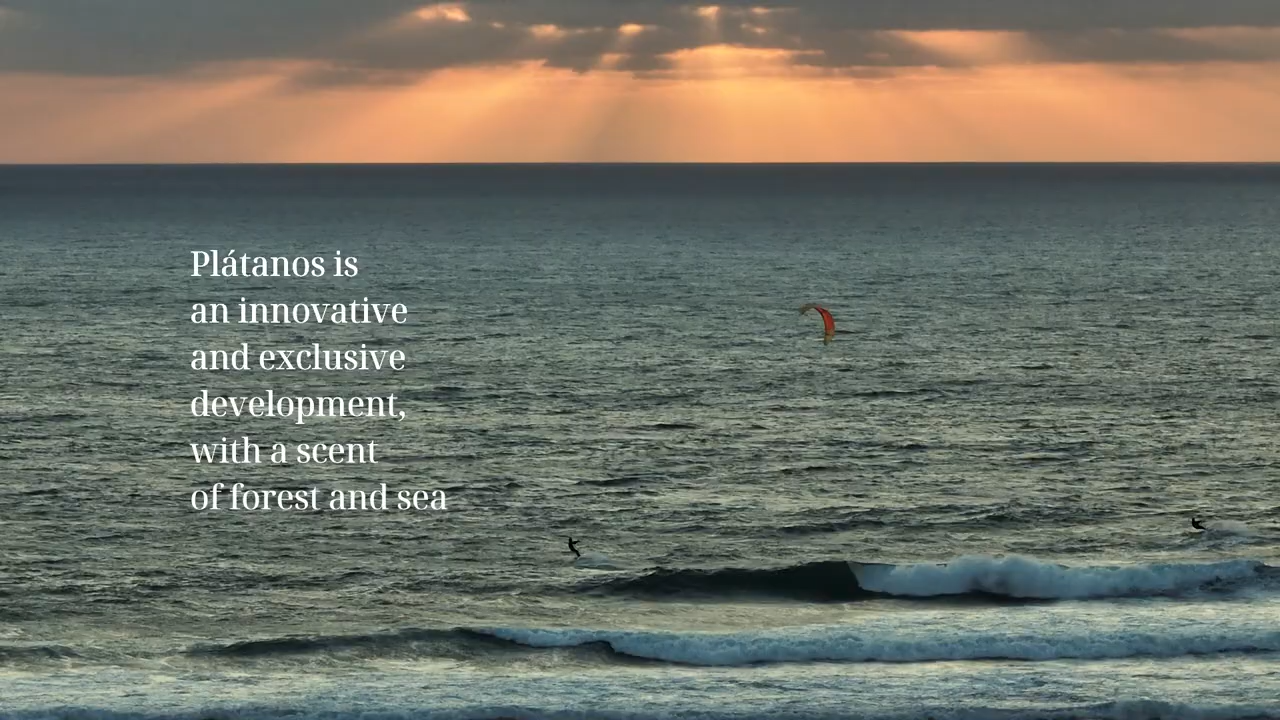 Plátanos is
an innovative
and exclusive
development,
with a scent
of forest and sea